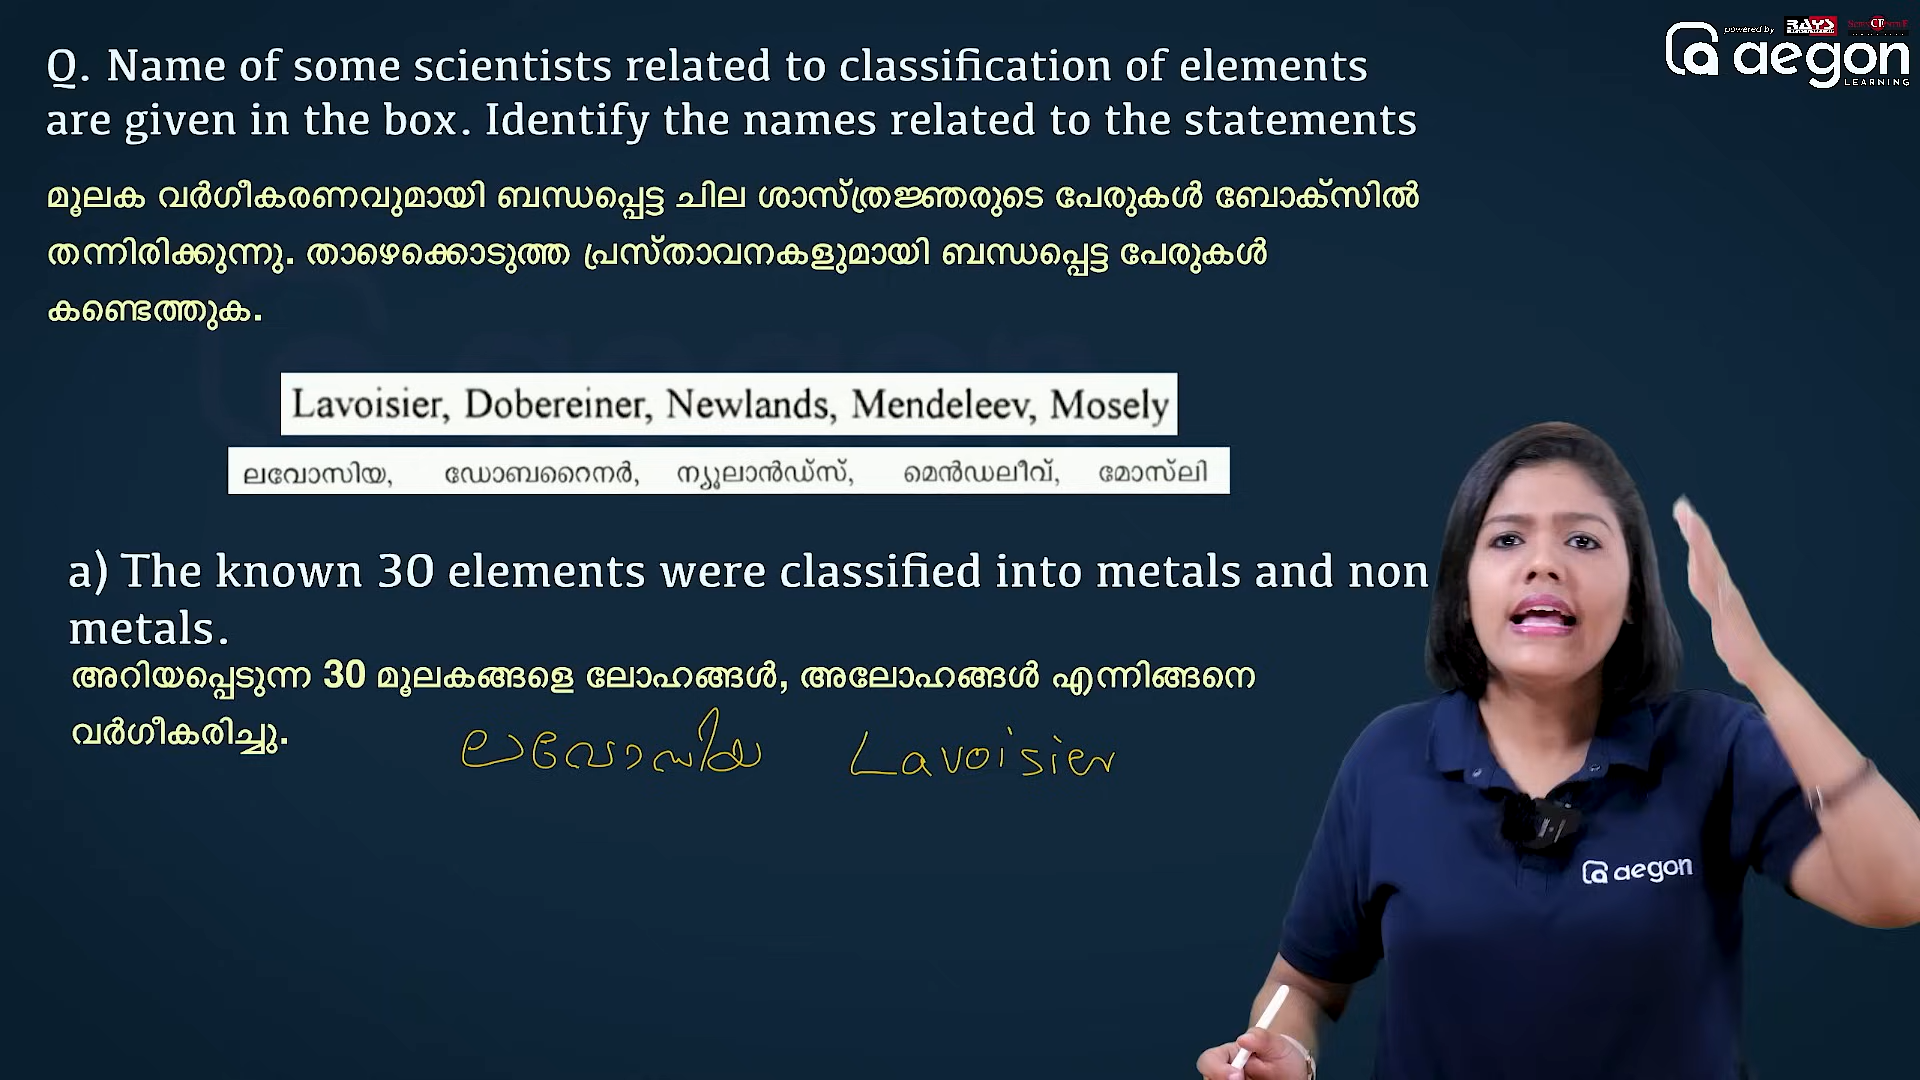 powered by RAYS
aegon
LEARNING
Q. Name of some scientists related to classification of elements
are given in the box. Identify the names related to the statements
മൂലക വർഗീകരണവുമായി ബന്ധപ്പെട്ട ചില ശാസ്ത്രജ്ഞരുടെ പേരുകൾ ബോക്സിൽ
തന്നിരിക്കുന്നു. താഴെക്കൊടുത്ത പ്രസ്താവനകളുമായി ബന്ധപ്പെട്ട പേരുകൾ
കണ്ടെത്തുക.
Lavoisier, Dobereiner, Newlands, Mendeleev, Mosely
ലവോസിയ, ഡോബറൈനർ, ന്യൂലാൻഡ്സ്, മെൻഡലീവ്, മോസ്‌ലി
a) The known 30 elements were classified into metals and non
metals.
അറിയപ്പെടുന്ന 30 മൂലകങ്ങളെ ലോഹങ്ങൾ, അലോഹങ്ങൾ എന്നിങ്ങനെ
വർഗീകരിച്ചു.
ലവോസിയ Lavoisier
aegon